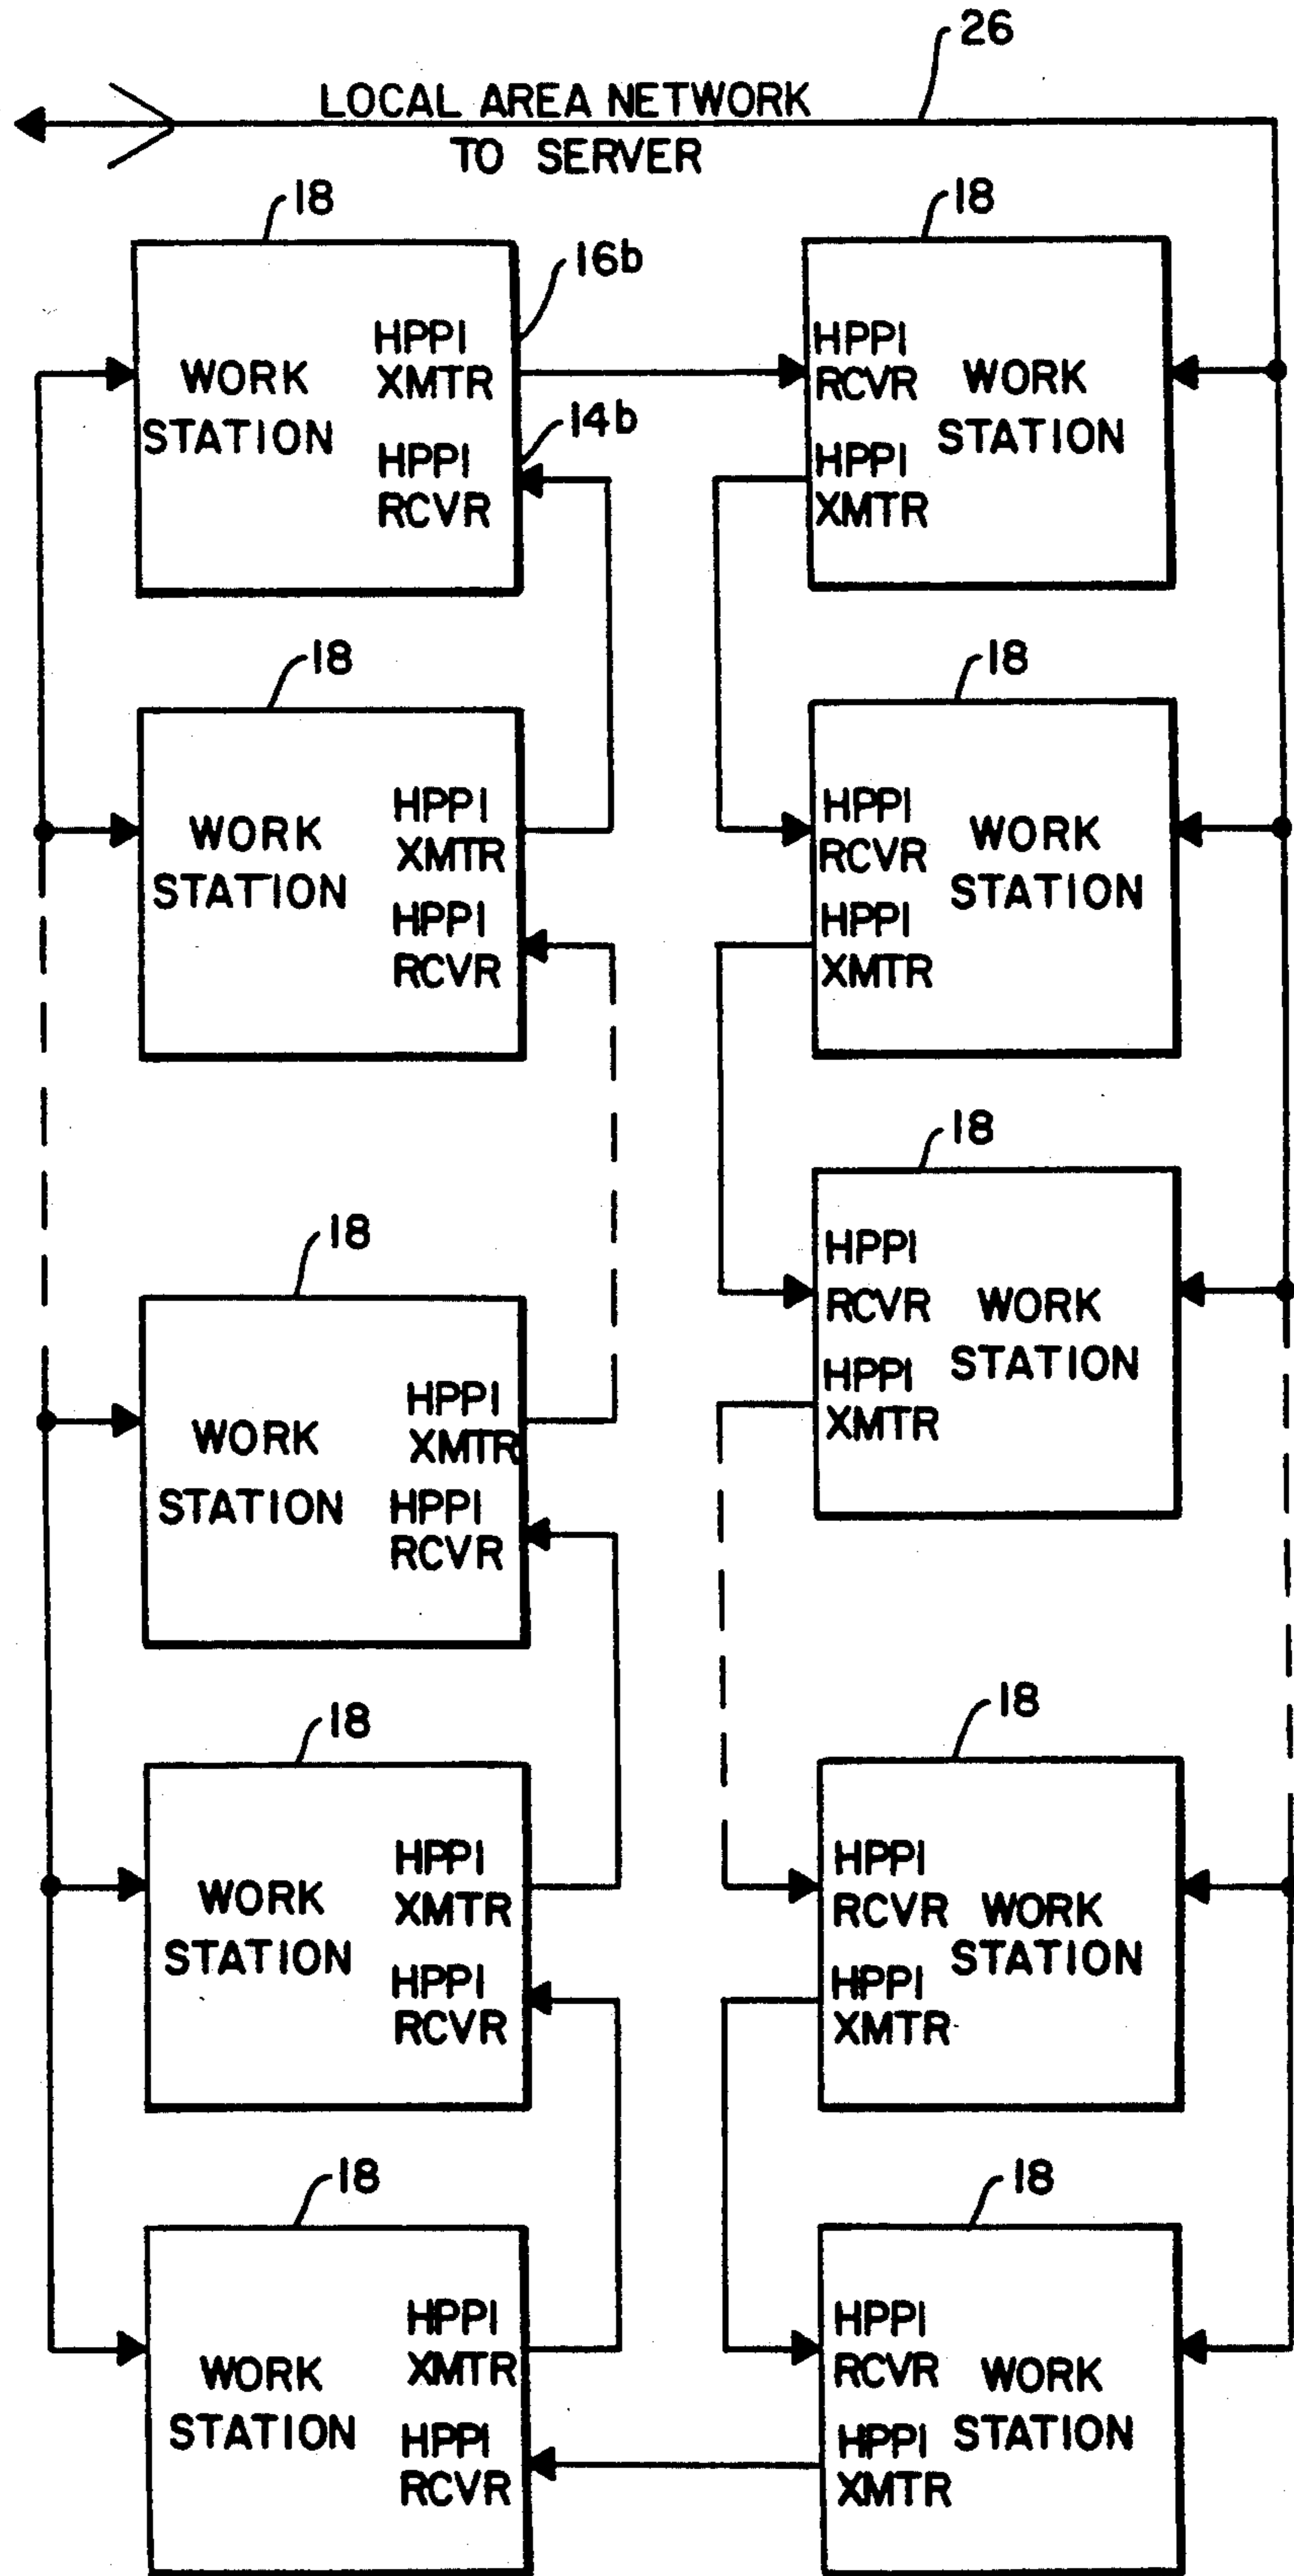 26
LOCAL AREA NETWORK
TO SERVER
18
16b
HPPI
XMTR
WORK
STATION
14b
HPPI
RCVR
18
HPPI
RCVR
WORK
STATION
HPPI
XMTR
18
HPPI
XMTR
WORK
STATION
HPPI
RCVR
18
HPPI
RCVR
WORK
STATION
HPPI
XMTR
18
HPPI
RCVR
WORK
STATION
HPPI
XMTR
18
HPPI
XMTR
WORK
STATION
HPPI
RCVR
18
HPPI
XMTR
WORK
STATION
HPPI
RCVR
18
HPPI
RCVR
WORK
STATION
HPPI
XMTR
18
HPPI
XMTR
WORK
STATION
HPPI
RCVR
18
HPPI
RCVR
WORK
STATION
HPPI
XMTR